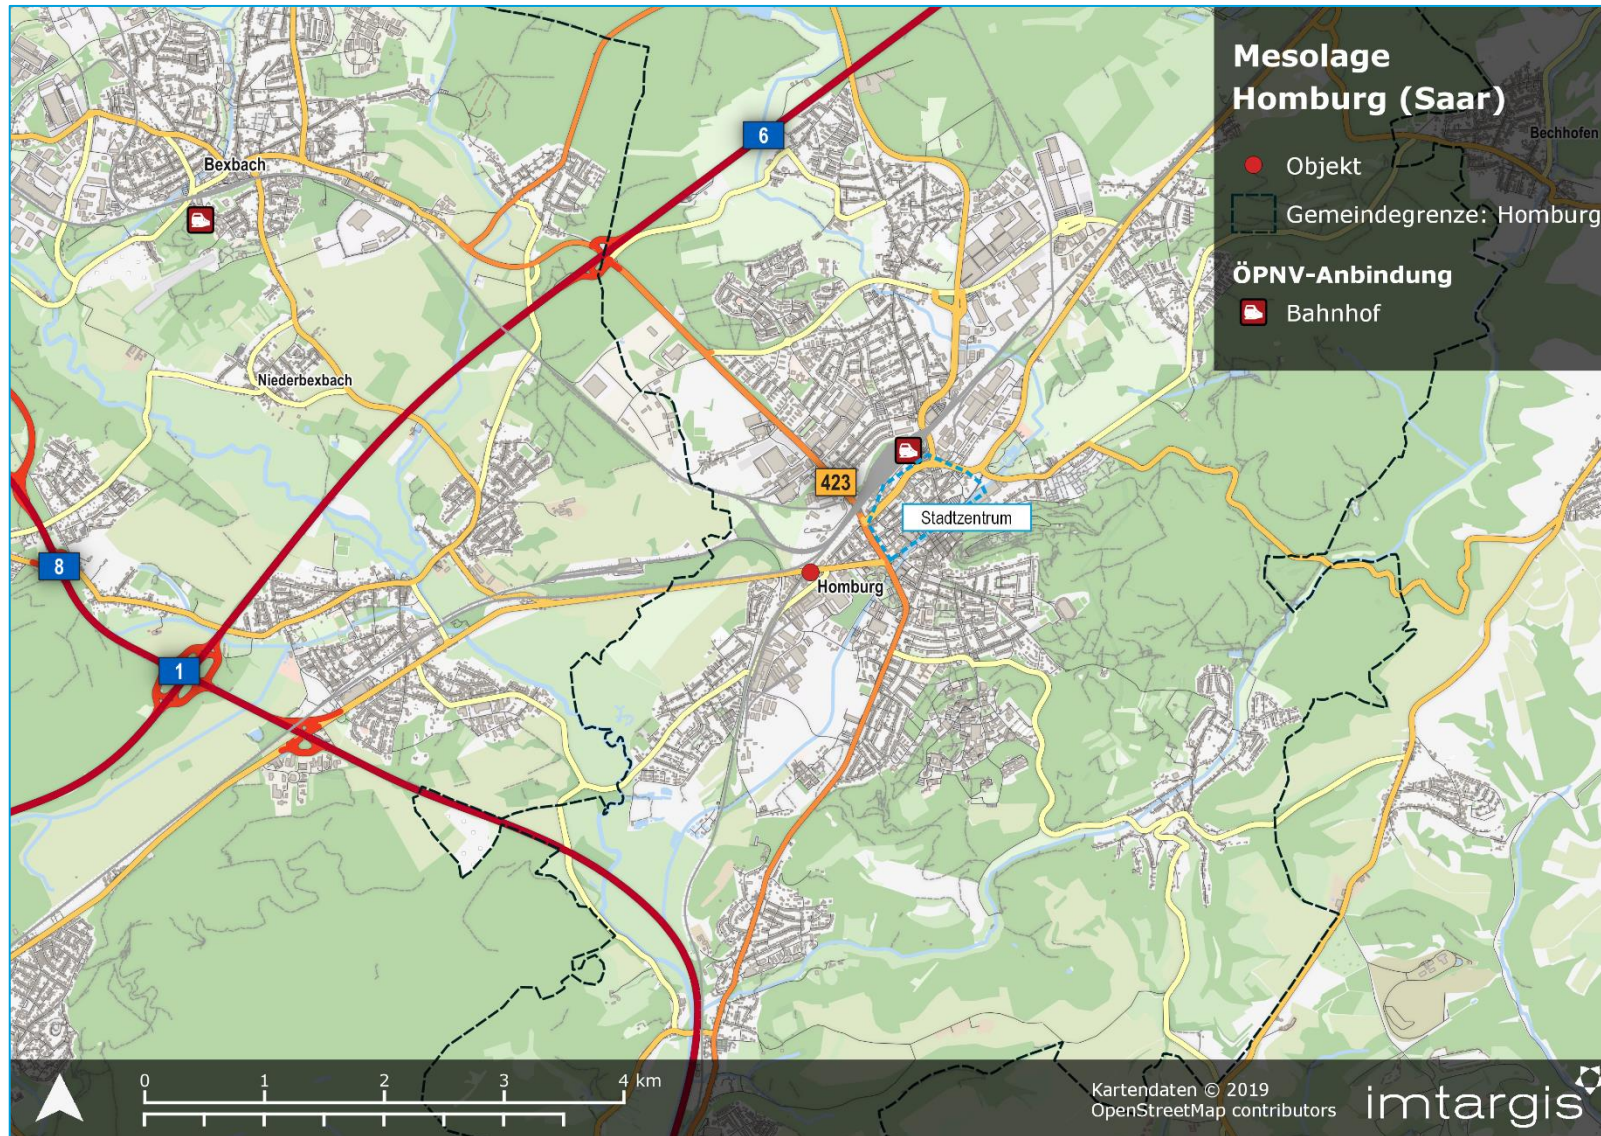 Mesolage
Homburg (Saar)
Objekt
Gemeindegrenze: Homburg
ÖPNV-Anbindung
Bahnhof
Bechhofen
6
Bexbach
Niederbexbach
423
Stadtzentrum
8
Homburg
1
0 1 2 3 4 km
Kartendaten © 2019
OpenStreetMap contributors
imtargis